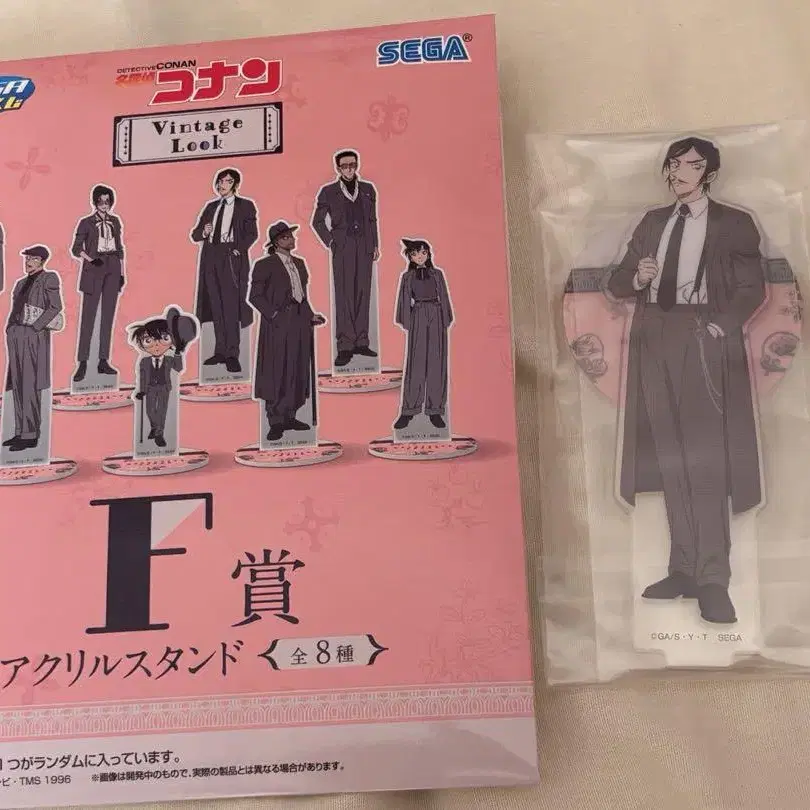 DETECTIVE CONAN
名探偵コナン
SEGA
Vintage
Look
F賞
アクリルスタンド 全8種
1つがランダムに入っています。
ビ・TMS 1996 ※画像は開発中のもので、実際の製品とは異なる場合があります。
©GA/S・Y・T SEGA